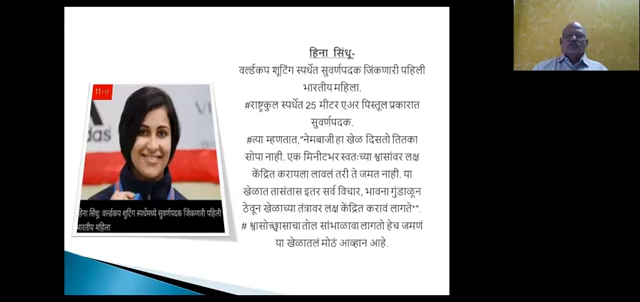 हिना सिंधू-
वर्ल्डकप शूटिंग स्पर्धेत सुवर्णपदक जिंकणारी पहिली
भारतीय महिला.
#राष्ट्रकुल स्पर्धेत 25 मीटर एअर पिस्तूल प्रकारात
सुवर्णपदक.
#त्या म्हणतात,"नेमबाजी हा खेळ दिसतो तितका
सोपा नाही. एक मिनीटभर स्वतःच्या श्वासांवर लक्ष
केंद्रित करायला लावलं तरी ते जमत नाही. या
खेळात तासंतास इतर सर्व विचार, भावना गुंडाळून
ठेवून खेळाच्या तंत्रावर लक्ष केंद्रित करावं लागते*".
# श्वासोच्छ्वासाचा तोल सांभाळावा लागतो हेच जमणं
या खेळातलं मोठं आव्हान आहे.
adas
हिना सिंधू: वर्ल्डकप शूटिंग स्पर्धेमध्ये सुवर्णपदक जिंकणारी पहिली
भारतीय महिला